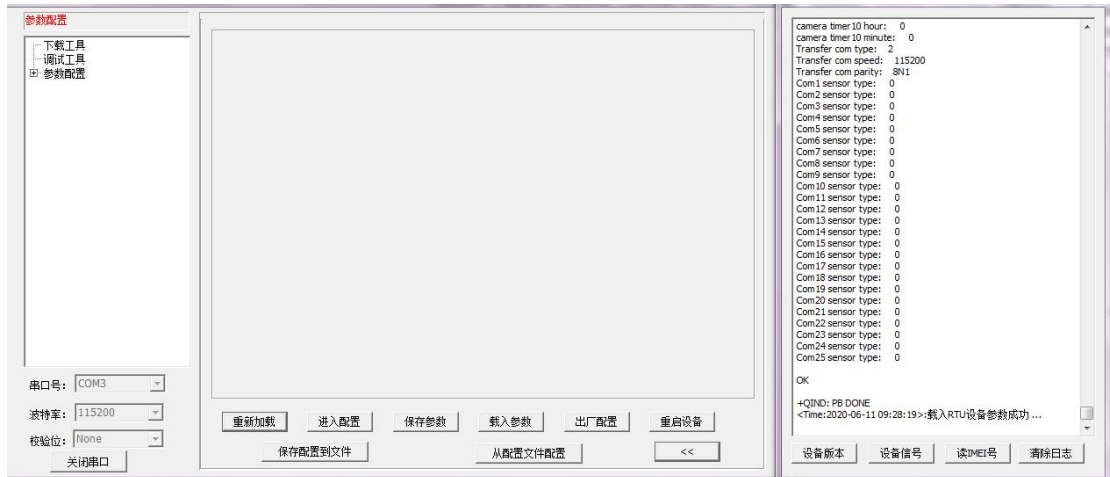 参数配置
下载工具
调试工具
参数配置
串口号: COM3
波特率: 115200
校验位: None
关闭串口
重新加载 进入配置 保存参数 载入参数 出厂配置 重启设备
保存配置到文件 从配置文件配置 <<
camera timer10 hour: 0
camera timer10 minute: 0
Transfer com type: 2
Transfer com speed: 115200
Transfer com parity: 8N1
Com1 sensor type: 0
Com2 sensor type: 0
Com3 sensor type: 0
Com4 sensor type: 0
Com5 sensor type: 0
Com6 sensor type: 0
Com7 sensor type: 0
Com8 sensor type: 0
Com9 sensor type: 0
Com10 sensor type: 0
Com11 sensor type: 0
Com12 sensor type: 0
Com13 sensor type: 0
Com14 sensor type: 0
Com15 sensor type: 0
Com16 sensor type: 0
Com17 sensor type: 0
Com18 sensor type: 0
Com19 sensor type: 0
Com20 sensor type: 0
Com21 sensor type: 0
Com22 sensor type: 0
Com23 sensor type: 0
Com24 sensor type: 0
Com25 sensor type: 0
OK
+QIND: PB DONE
<Time:2020-06-11 09:28:19>:载入RTU设备参数成功 ...
设备版本 设备信号 读IMEI号 清除日志